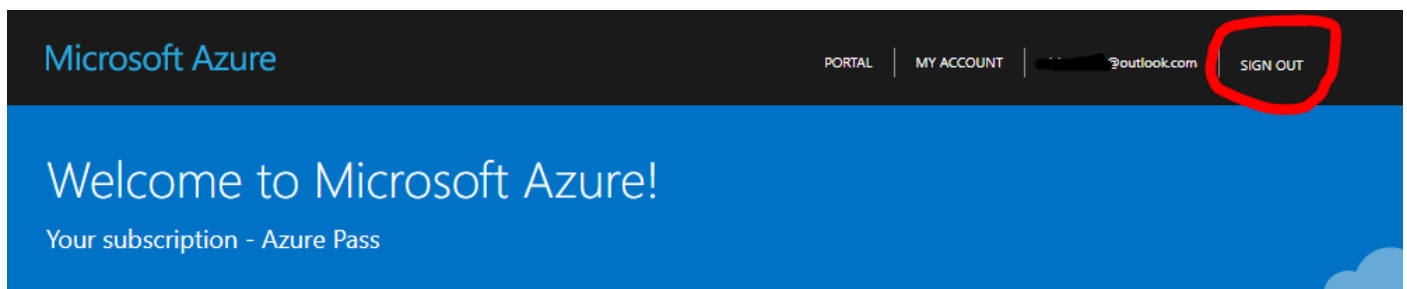 Microsoft Azure
PORTAL MY ACCOUNT @outlook.com SIGN OUT
Welcome to Microsoft Azure!
Your subscription - Azure Pass